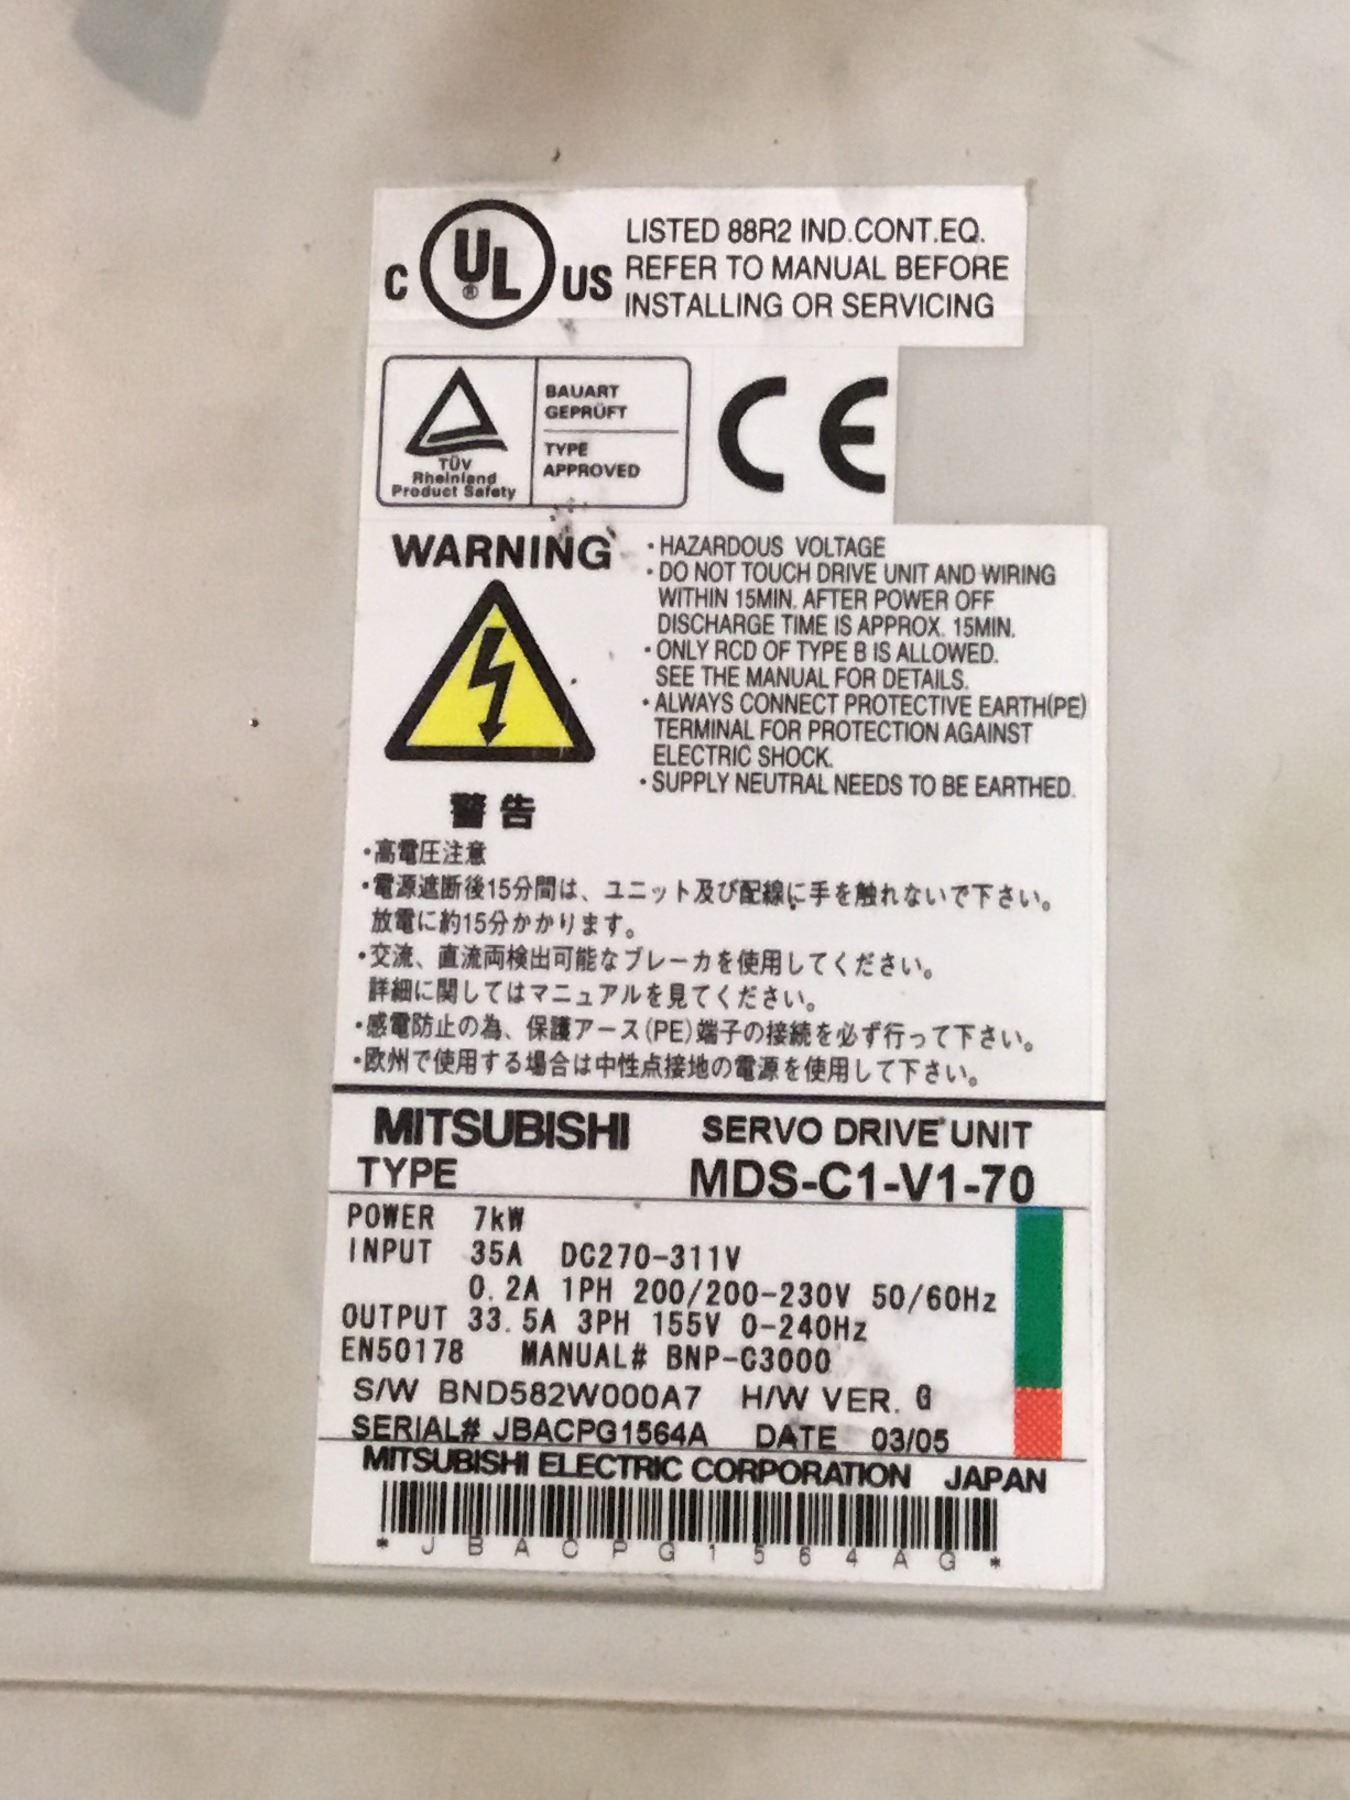 C UL US
LISTED 88R2 IND.CONT.EQ.
REFER TO MANUAL BEFORE
INSTALLING OR SERVICING
TÜV
Rheinland
Product Safety
BAUART
GEPRÜFT
TYPE
APPROVED
CE
WARNING
・HAZARDOUS VOLTAGE
・DO NOT TOUCH DRIVE UNIT AND WIRING
WITHIN 15MIN. AFTER POWER OFF
DISCHARGE TIME IS APPROX. 15MIN.
・ONLY RCD OF TYPE B IS ALLOWED.
SEE THE MANUAL FOR DETAILS.
・ALWAYS CONNECT PROTECTIVE EARTH(PE)
TERMINAL FOR PROTECTION AGAINST
ELECTRIC SHOCK.
・SUPPLY NEUTRAL NEEDS TO BE EARTHED.
警告
・高電圧注意
・電源遮断後15分間は、ユニット及び配線に手を触れないで下さい。
放電に約15分かかります。
・交流、直流両検出可能なブレーカを使用してください。
詳細に関してはマニュアルを見てください。
・感電防止の為、保護アース(PE)端子の接続を必ず行って下さい。
・欧州で使用する場合は中性点接地の電源を使用して下さい。
MITSUBISHI SERVO DRIVE UNIT
TYPE MDS-C1-V1-70
POWER 7kW
INPUT 35A DC270-311V
0.2A 1PH 200/200-230V 50/60Hz
OUTPUT 33.5A 3PH 155V 0-240Hz
EN50178 MANUAL# BNP-C3000
S/W BND582W000A7 H/W VER. G
SERIAL# JBACPG1564A DATE 03/05
MITSUBISHI ELECTRIC CORPORATION JAPAN
*JBACPG1564AG*